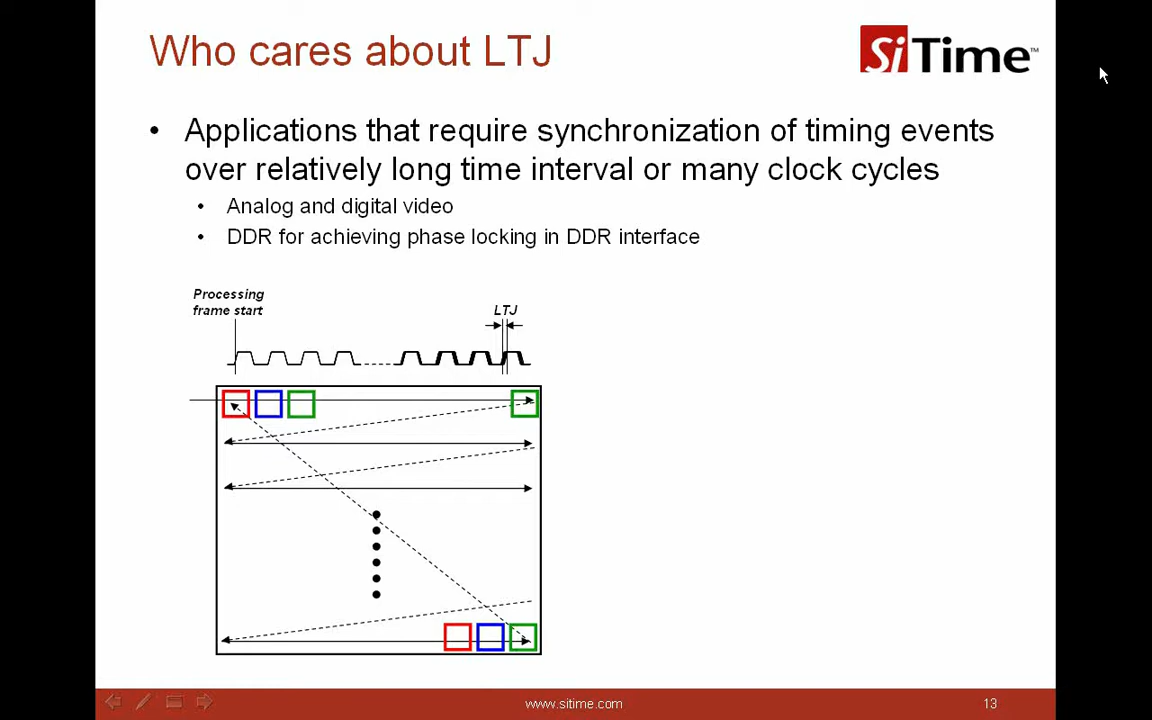 Who cares about LTJ
SiTime™
• Applications that require synchronization of timing events
over relatively long time interval or many clock cycles
• Analog and digital video
• DDR for achieving phase locking in DDR interface
Processing
frame start
LTJ
www.sitime.com
13